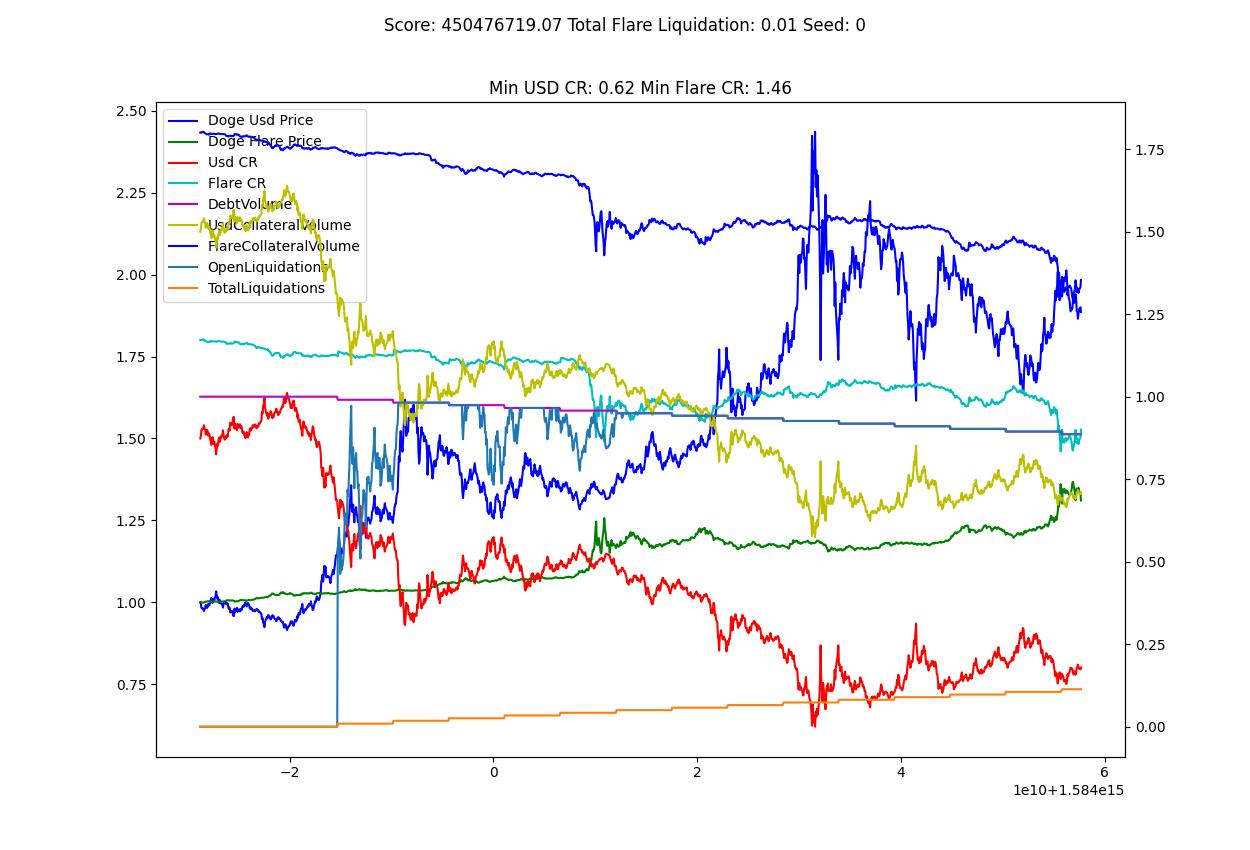 Score: 450476719.07 Total Flare Liquidation: 0.01 Seed: 0
Min USD CR: 0.62 Min Flare CR: 1.46
2.50
2.25
2.00
1.75
1.50
1.25
1.00
0.75
Doge Usd Price
Doge Flare Price
Usd CR
Flare CR
DebtVolume
UsdCollateralVolume
FlareCollateralVolume
OpenLiquidations
TotalLiquidations
1.75
1.50
1.25
1.00
0.75
0.50
0.25
0.00
−2 0 2 4 6
1e10+1.584e15